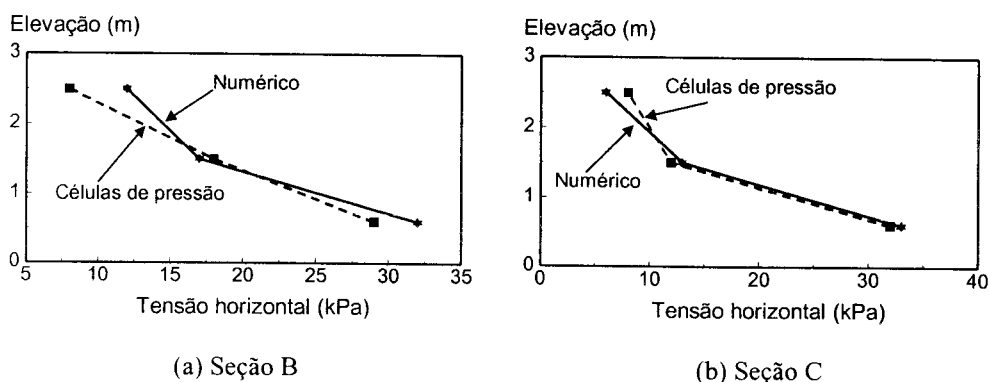 Elevação (m)
3
2
1
0
Numérico
Células de pressão
5 10 15 20 25 30 35
Tensão horizontal (kPa)
(a) Seção B
Elevação (m)
3
2
1
0
Células de pressão
Numérico
0 10 20 30 40
Tensão horizontal (kPa)
(b) Seção C